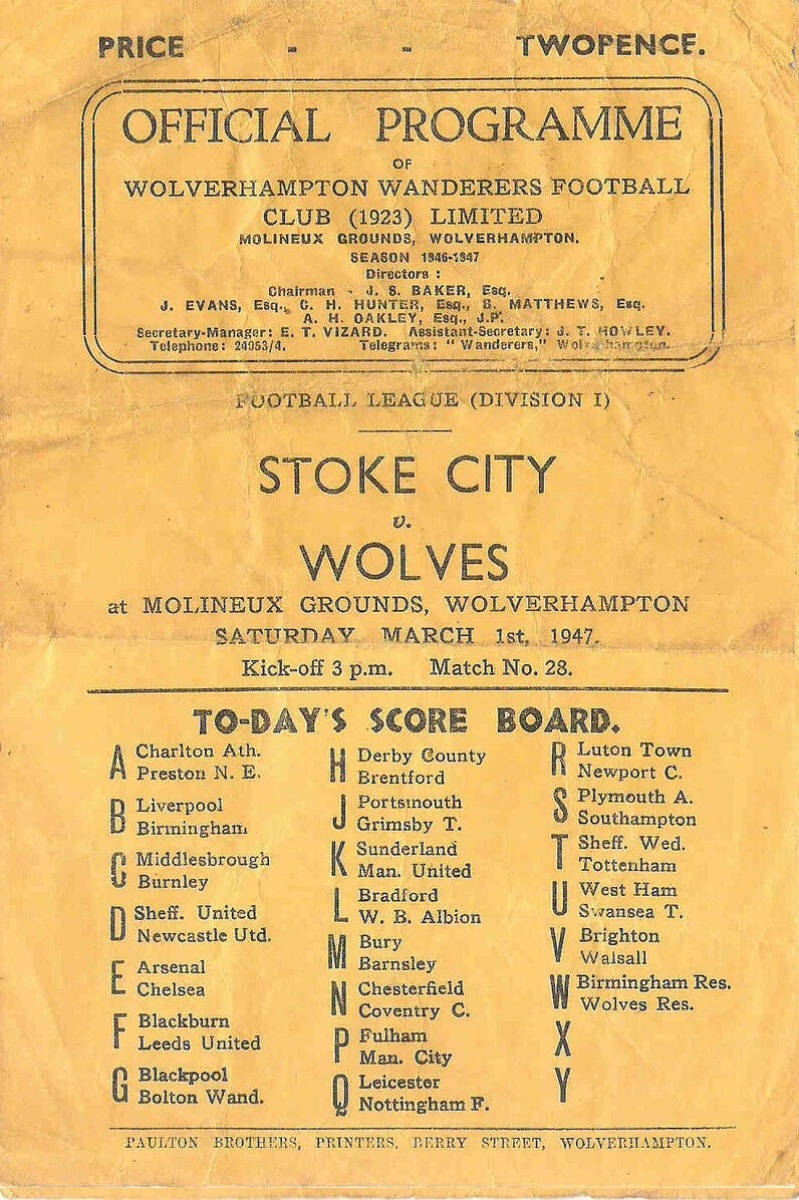 PRICE - - TWOPENCE.
OFFICIAL PROGRAMME
OF
WOLVERHAMPTON WANDERERS FOOTBALL
CLUB (1923) LIMITED
MOLINEUX GROUNDS, WOLVERHAMPTON.
SEASON 1946-1947
Directors :
Chairman - J. S. BAKER, Esq.
J. EVANS, Esq., C. H. HUNTER, Esq., B. MATTHEWS, Esq.
A. H. OAKLEY, Esq., J.P.
Secretary-Manager: E. T. VIZARD. Assistant-Secretary: J. T. HOWLEY.
Telephone: 24053/4. Telegrams: "Wanderers," Wolverhampton.
FOOTBALL LEAGUE (DIVISION I)
STOKE CITY
v.
WOLVES
at MOLINEUX GROUNDS, WOLVERHAMPTON
SATURDAY MARCH 1st, 1947.
Kick-off 3 p.m. Match No. 28.
TO-DAY'S SCORE BOARD.
A Charlton Ath.
Preston N. E.
B Liverpool
Birmingham
C Middlesbrough
Burnley
D Sheff. United
Newcastle Utd.
E Arsenal
Chelsea
F Blackburn
Leeds United
G Blackpool
Bolton Wand.
H Derby County
Brentford
J Portsmouth
Grimsby T.
K Sunderland
Man. United
L Bradford
W. B. Albion
M Bury
Barnsley
N Chesterfield
Coventry C.
P Fulham
Man. City
Q Leicester
Nottingham F.
R Luton Town
Newport C.
S Plymouth A.
Southampton
T Sheff. Wed.
Tottenham
U West Ham
Swansea T.
V Brighton
Walsall
W Birmingham Res.
Wolves Res.
X
Y
PAULTON BROTHERS, PRINTERS, BERRY STREET, WOLVERHAMPTON.